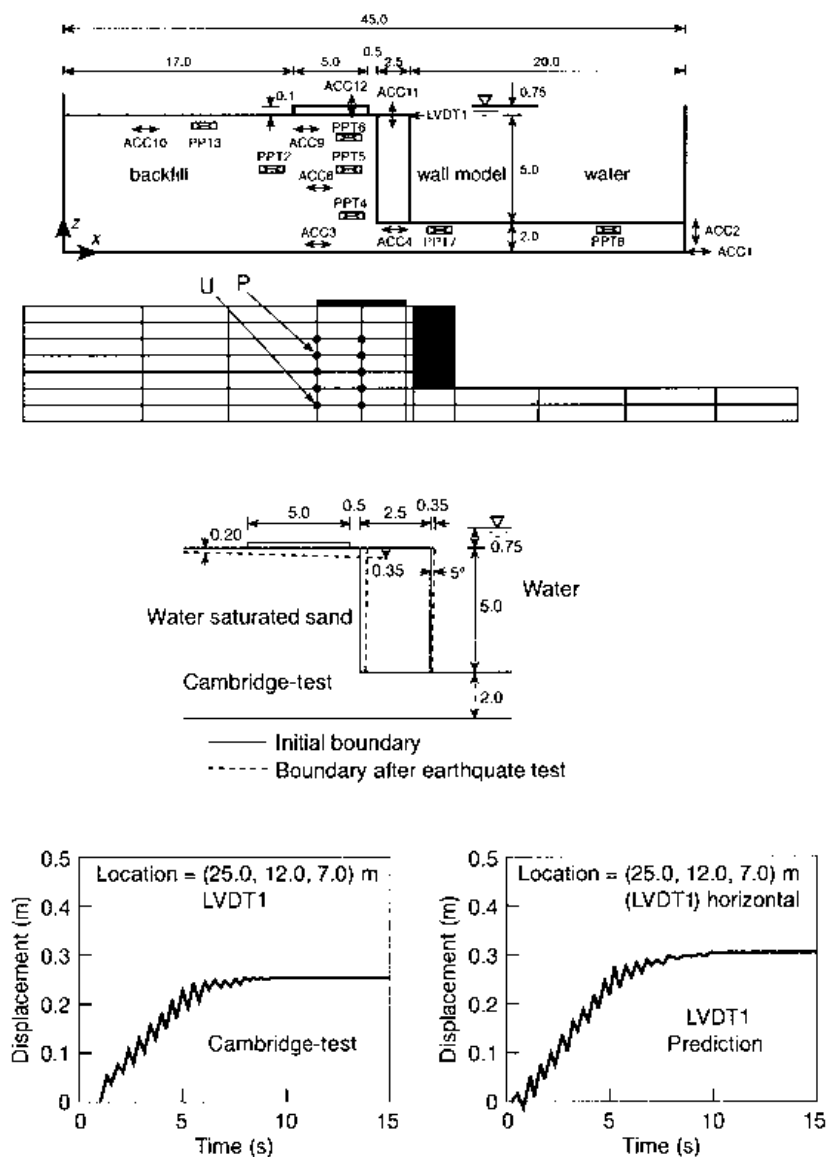 45.0
17.0
5.0
0.5
2.5
20.0
0.1
ACC12
ACC11
LVDT1
0.75
ACC10
PP13
ACC9
PPT6
PPT2
PPT5
backfill
ACC8
wall model
5.0
water
PPT4
Z
X
ACC3
ACC4
PPT7
2.0
PPT8
ACC2
ACC1
U
P
0.5
0.35
5.0
2.5
0.20
0.75
0.35
5°
Water
5.0
Water saturated sand
Cambridge-test
2.0
Initial boundary
Boundary after earthquate test
0.5
0.4
0.3
0.2
0.1
0
Displacement (m)
Location = (25.0, 12.0, 7.0) m
LVDT1
Cambridge-test
0
5
10
15
Time (s)
0.5
0.4
0.3
0.2
0.1
0
Displacement (m)
Location = (25.0, 12.0, 7.0) m
(LVDT1) horizontal
LVDT1
Prediction
0
5
10
15
Time (s)